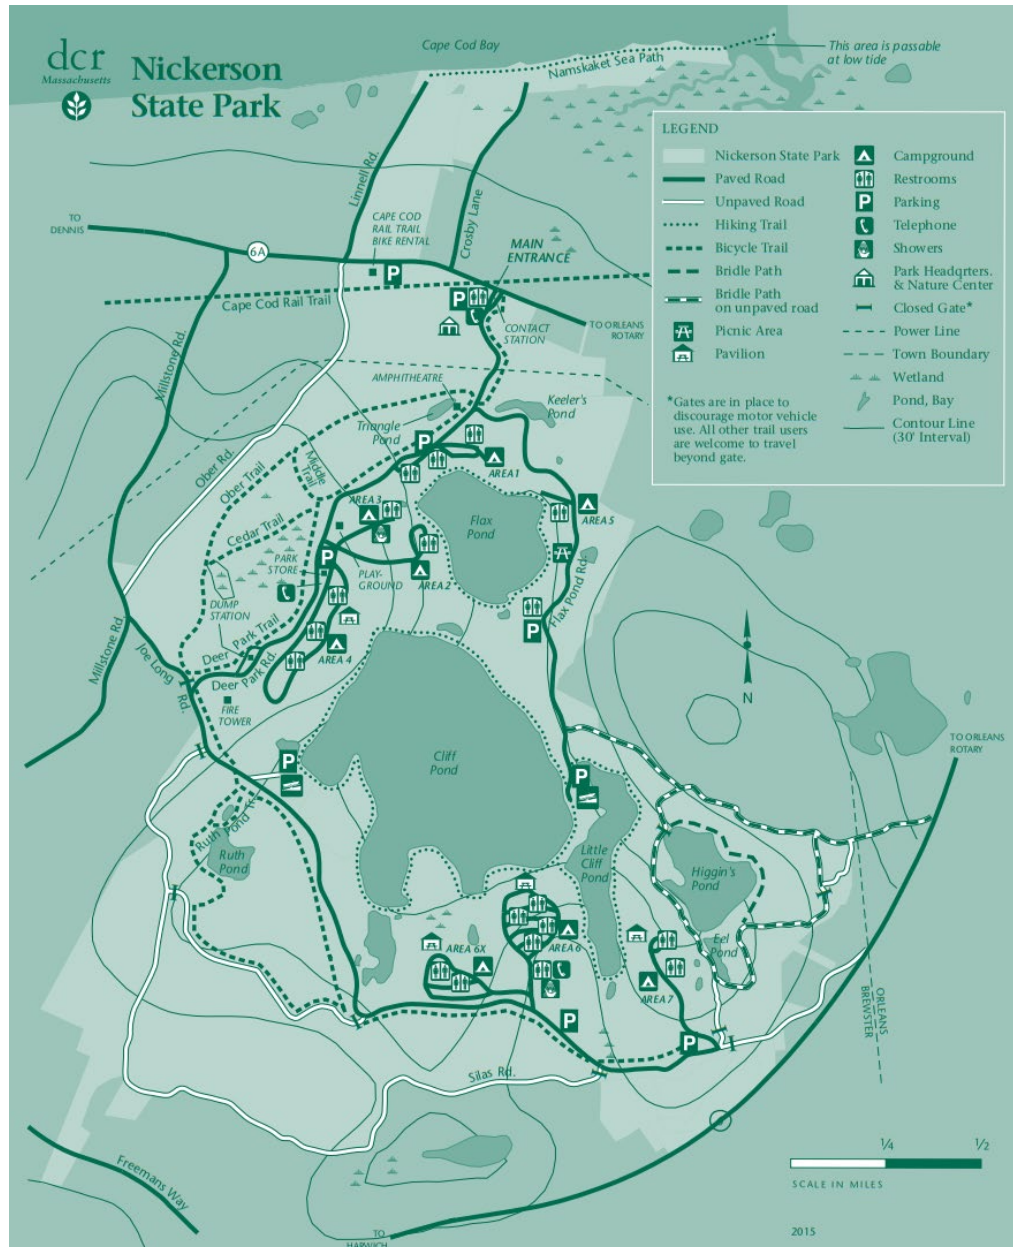 dcr
Massachusetts
Nickerson
State Park
Cape Cod Bay
Namskaket Sea Path
This area is passable
at low tide
LEGEND
Nickerson State Park
Paved Road
Unpaved Road
Hiking Trail
Bicycle Trail
Bridle Path
Bridle Path
on unpaved road
Picnic Area
Pavilion
Campground
Restrooms
P
Parking
Telephone
Showers
Park Headqrters.
& Nature Center
Closed Gate*
Power Line
Town Boundary
Wetland
Pond, Bay
Contour Line
(30' Interval)
*Gates are in place to
discourage motor vehicle
use. All other trail users
are welcome to travel
beyond gate.
Linnell Rd.
Crosby Lane
TO
DENNIS
6A
CAPE COD
RAIL TRAIL
BIKE RENTAL
P
MAIN
ENTRANCE
Cape Cod Rail Trail
P
CONTACT
STATION
TO ORLEANS
ROTARY
Millstone Rd.
AMPHITHEATRE
Keeler's
Pond
Triangle
Pond
P
AREA 1
Ober Rd.
Ober Trail
Middle
Trail
AREA 3
Flax
Pond
AREA 5
Cedar Trail
PARK
STORE
P
PLAY-
GROUND
AREA 2
Flax Pond Rd.
DUMP
STATION
P
Millstone Rd.
Joe Long
Rd.
Deer Park Trail
AREA 4
Deer
Park Rd.
FIRE
TOWER
N
TO ORLEANS
ROTARY
P
Cliff
Pond
P
Ruth
Pond Tr.
Ruth
Pond
Little
Cliff
Pond
Higgin's
Pond
Eel
Pond
AREA 6X
AREA 6
AREA 7
P
P
ORLEANS
BREWSTER
Silas Rd.
Freemans Way
TO
HARWICH
1/4
1/2
SCALE IN MILES
2015